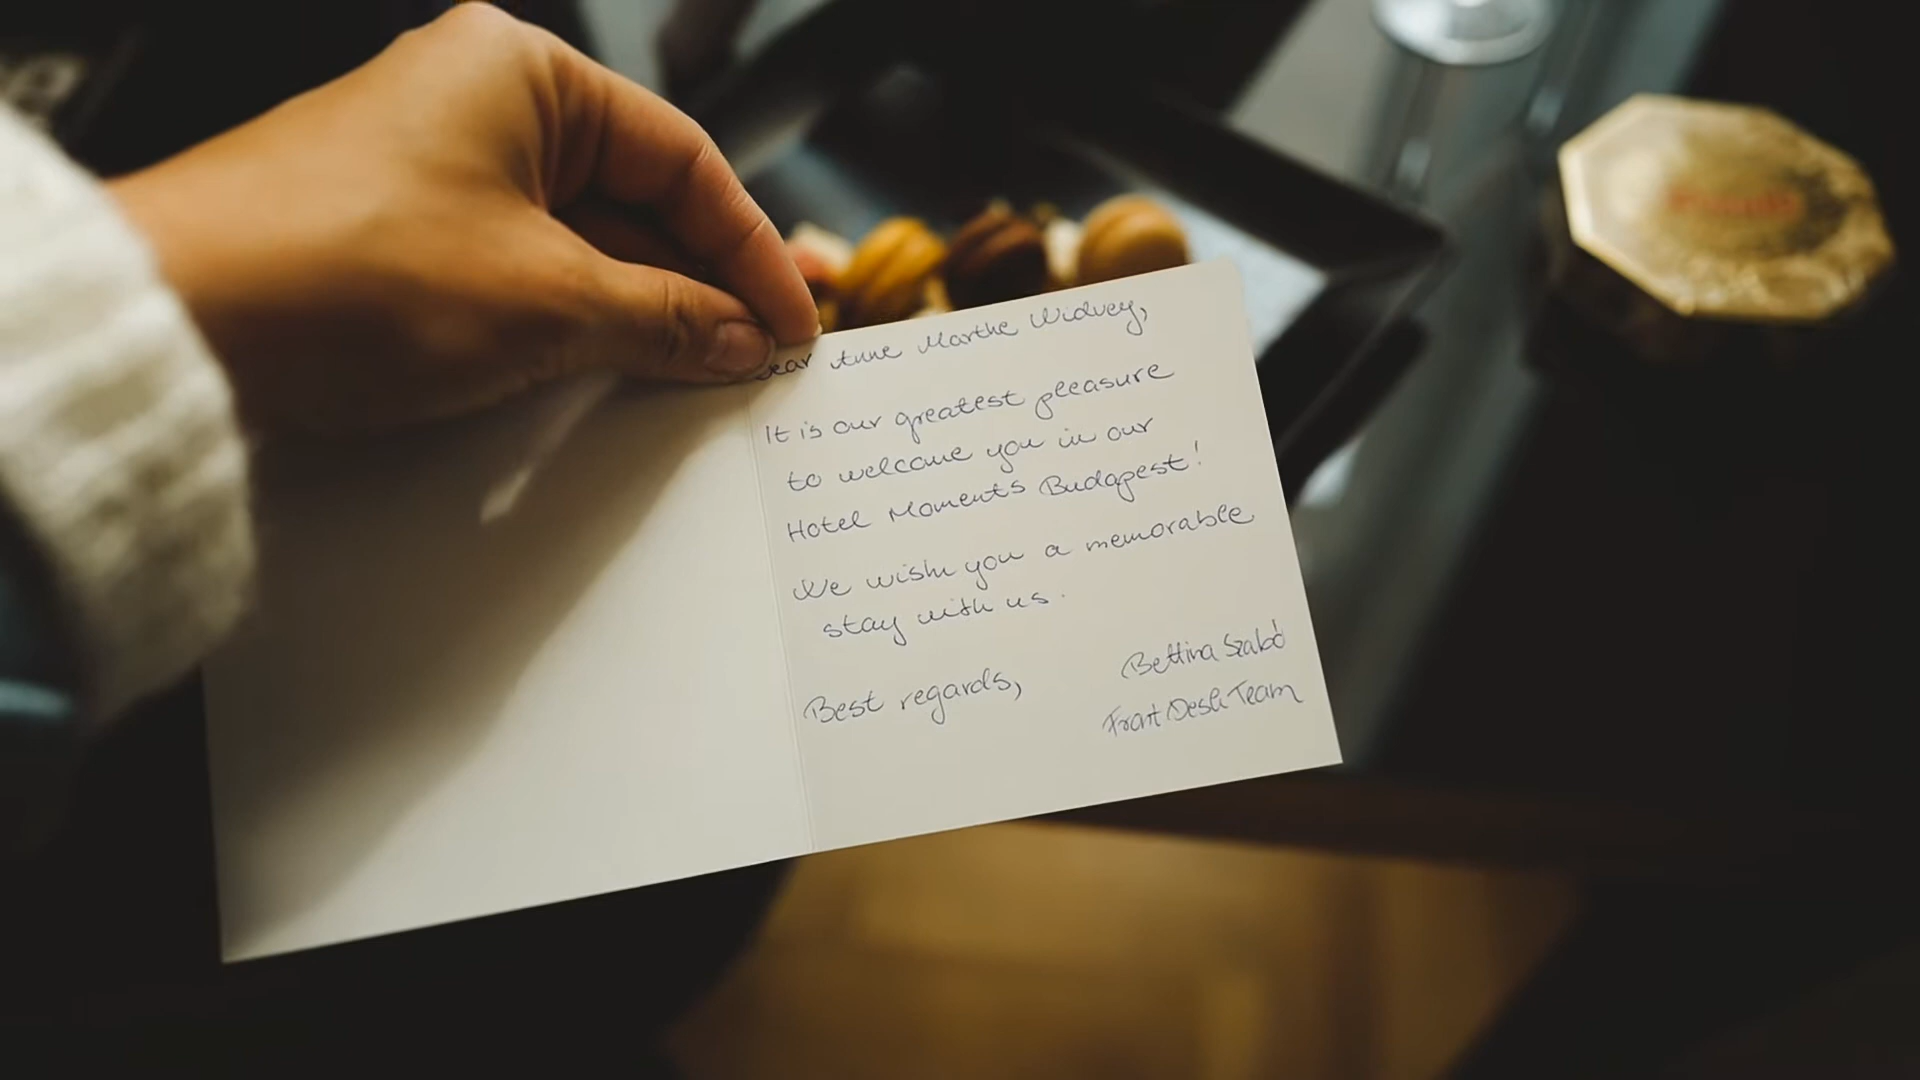 Dear Anne Marthe Widvey,
It is our greatest pleasure
to welcome you in our
Hotel Moments Budapest!
We wish you a memorable
stay with us.
Best regards,
Bettina Szabó
Front Desk Team